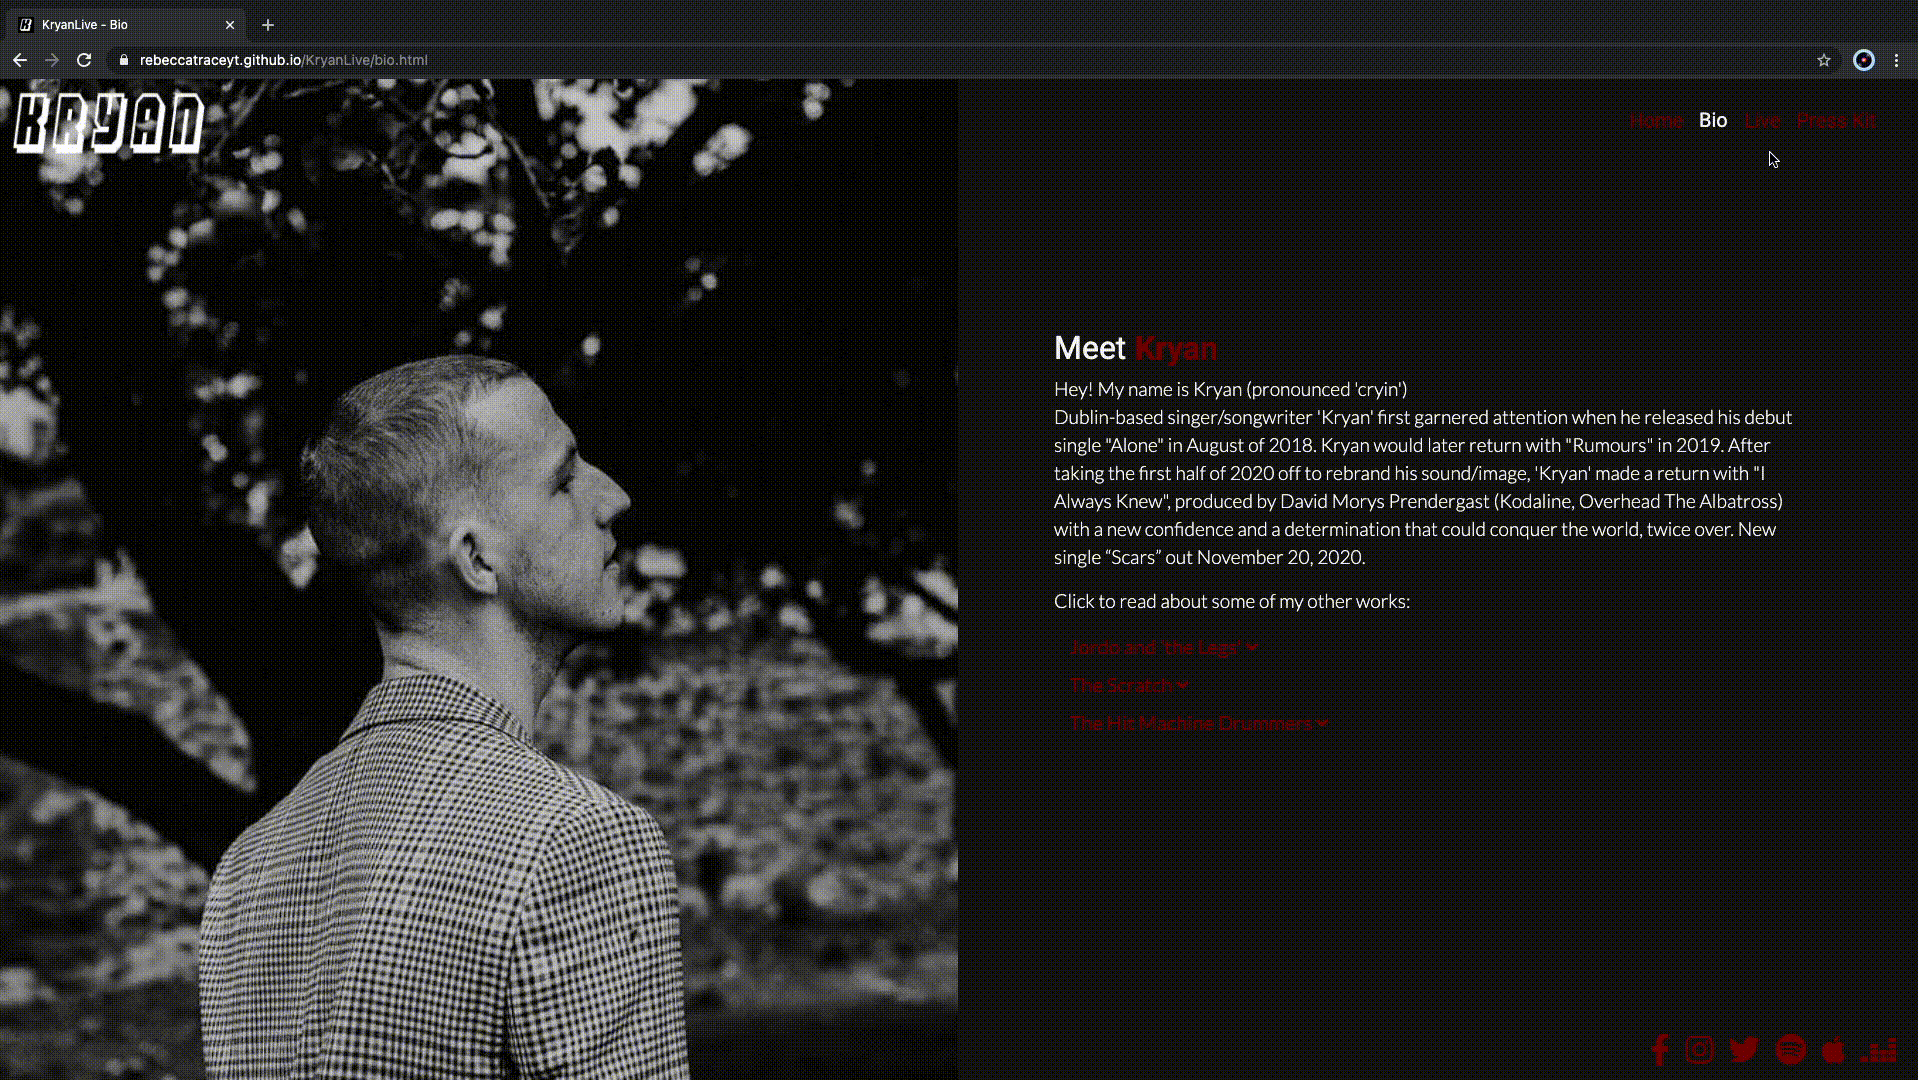 KryanLive - Bio
rebeccatraceyt.github.io/KryanLive/bio.html
KRYAN
Home Bio Live Press Kit
Meet Kryan
Hey! My name is Kryan (pronounced 'cryin')
Dublin-based singer/songwriter 'Kryan' first garnered attention when he released his debut
single "Alone" in August of 2018. Kryan would later return with "Rumours" in 2019. After
taking the first half of 2020 off to rebrand his sound/image, 'Kryan' made a return with "I
Always Knew", produced by David Morys Prendergast (Kodaline, Overhead The Albatross)
with a new confidence and a determination that could conquer the world, twice over. New
single “Scars” out November 20, 2020.
Click to read about some of my other works:
Jordo and 'the Legs'
The Scratch
The Hit Machine Drummers